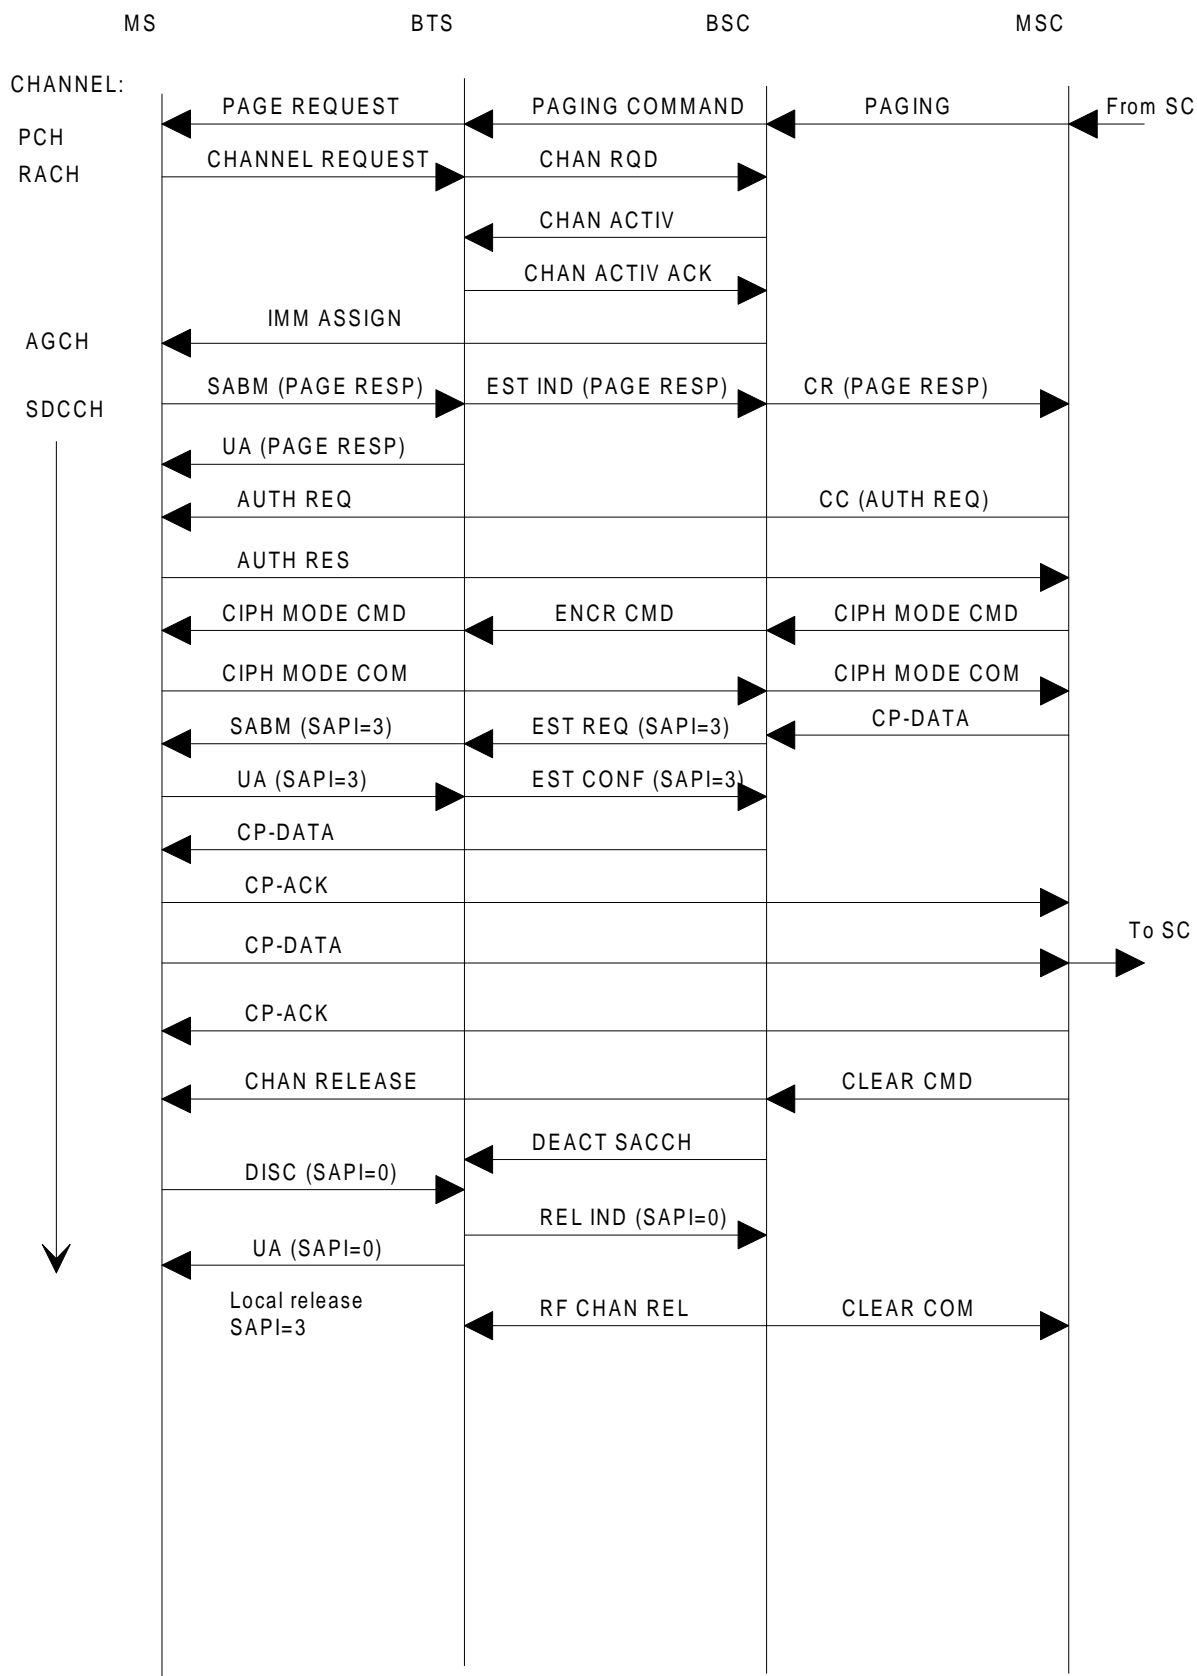 MS BTS BSC MSC
CHANNEL:
PAGE REQUEST PAGING COMMAND PAGING From SC
PCH
CHANNEL REQUEST CHAN RQD
RACH
CHAN ACTIV
CHAN ACTIV ACK
IMM ASSIGN
AGCH
SABM (PAGE RESP) EST IND (PAGE RESP) CR (PAGE RESP)
SDCCH
UA (PAGE RESP)
AUTH REQ CC (AUTH REQ)
AUTH RES
CIPH MODE CMD ENCR CMD CIPH MODE CMD
CIPH MODE COM CIPH MODE COM
CP-DATA
SABM (SAPI=3) EST REQ (SAPI=3)
UA (SAPI=3) EST CONF (SAPI=3)
CP-DATA
CP-ACK
To SC
CP-DATA
CP-ACK
CHAN RELEASE CLEAR CMD
DEACT SACCH
DISC (SAPI=0)
REL IND (SAPI=0)
UA (SAPI=0)
Local release RF CHAN REL CLEAR COM
SAPI=3